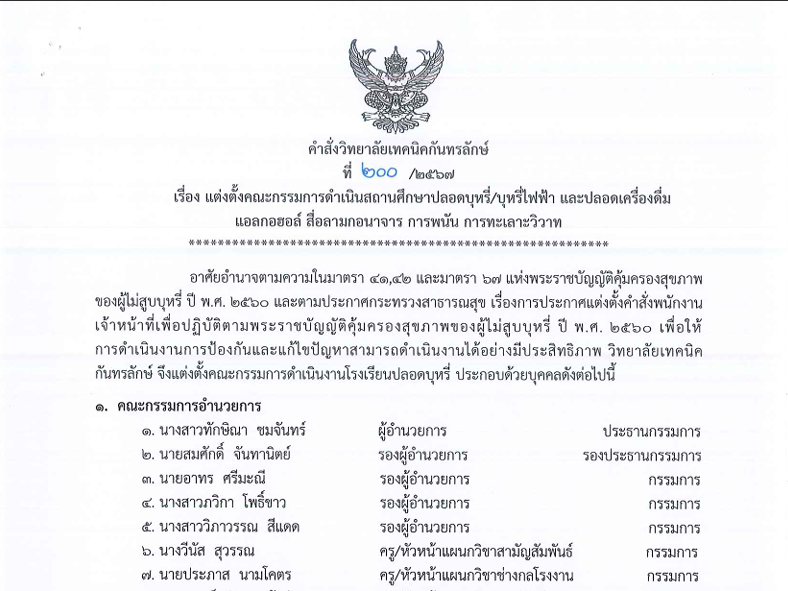 คำสั่งวิทยาลัยเทคนิคกันทรลักษ์
ที่ ๒๐๐ /๒๕๖๗
เรื่อง แต่งตั้งคณะกรรมการดำเนินสถานศึกษาปลอดบุหรี่/บุหรี่ไฟฟ้า และปลอดเครื่องดื่ม
แอลกอฮอล์ สื่อลามกอนาจาร การพนัน การทะเลาะวิวาท
**********************************************************
อาศัยอำนาจตามความในมาตรา ๔๑,๔๒ และมาตรา ๖๗ แห่งพระราชบัญญัติคุ้มครองสุขภาพ
ของผู้ไม่สูบบุหรี่ ปี พ.ศ. ๒๕๖๐ และตามประกาศกระทรวงสาธารณสุข เรื่องการประกาศแต่งตั้งคำสั่งพนักงาน
เจ้าหน้าที่เพื่อปฏิบัติตามพระราชบัญญัติคุ้มครองสุขภาพของผู้ไม่สูบบุหรี่ ปี พ.ศ. ๒๕๖๐ เพื่อให้
การดำเนินงานการป้องกันและแก้ไขปัญหาสามารถดำเนินงานได้อย่างมีประสิทธิภาพ วิทยาลัยเทคนิค
กันทรลักษ์ จึงแต่งตั้งคณะกรรมการดำเนินงานโรงเรียนปลอดบุหรี่ ประกอบด้วยบุคคลดังต่อไปนี้
๑. คณะกรรมการอำนวยการ
๑. นางสาวทักษิณา ชมจันทร์ ผู้อำนวยการ ประธานกรรมการ
๒. นายสมศักดิ์ จันทานิตย์ รองผู้อำนวยการ รองประธานกรรมการ
๓. นายอาทร ศรีมะณี รองผู้อำนวยการ กรรมการ
๔. นางสาวภวิกา โพธิ์ขาว รองผู้อำนวยการ กรรมการ
๕. นางสาววิภาวรรณ สีแดด รองผู้อำนวยการ กรรมการ
๖. นางวีนัส สุวรรณ ครู/หัวหน้าแผนกวิชาสามัญสัมพันธ์ กรรมการ
๗. นายประภาส นามโคตร ครู/หัวหน้าแผนกวิชาช่างกลโรงงาน กรรมการ